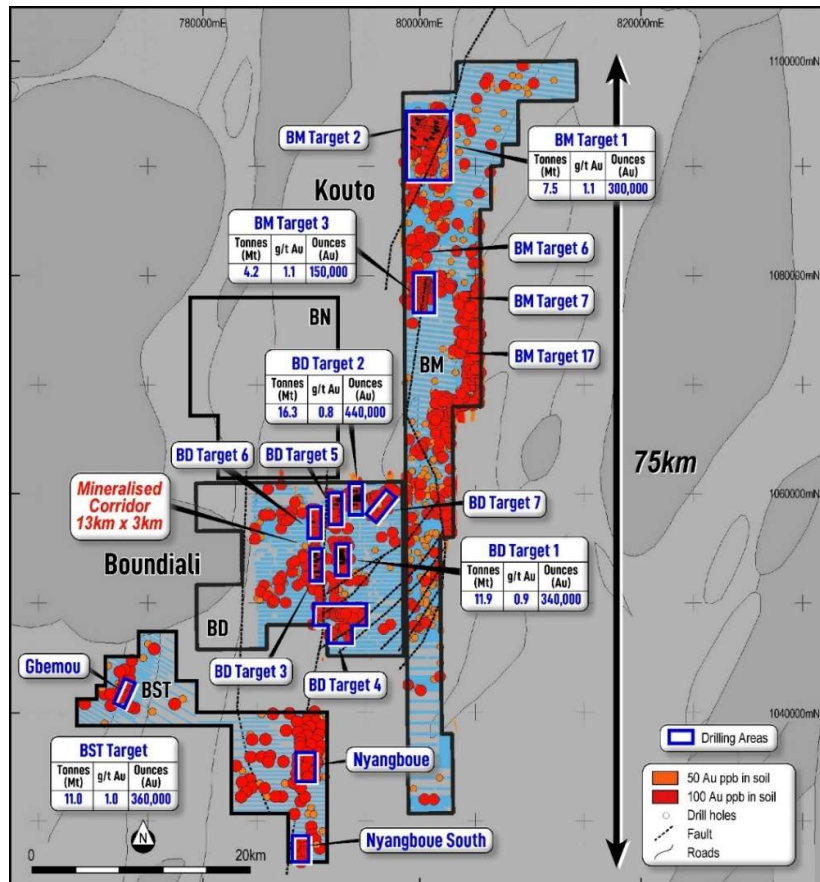 780000mE
800000mE
820000mE
1100000mN
BM Target 2
BM Target 1
Tonnes (Mt) g/t Au Ounces (Au)
7.5 1.1 300,000
Kouto
BM Target 3
Tonnes (Mt) g/t Au Ounces (Au)
4.2 1.1 150,000
BM Target 6
1080000mN
BM Target 7
BN
BM
BM Target 17
BD Target 2
Tonnes (Mt) g/t Au Ounces (Au)
16.3 0.8 440,000
75km
BD Target 6
BD Target 5
Mineralised
Corridor
13km x 3km
BD Target 7
1060000mN
Boundiali
BD Target 1
Tonnes (Mt) g/t Au Ounces (Au)
11.9 0.9 340,000
BD
BD Target 3
BD Target 4
Gbemou
BST
1040000mN
BST Target
Tonnes (Mt) g/t Au Ounces (Au)
11.0 1.0 360,000
Nyangboue
Nyangboue South
N
0 20km
Drilling Areas
50 Au ppb in soil
100 Au ppb in soil
Drill holes
Fault
Roads